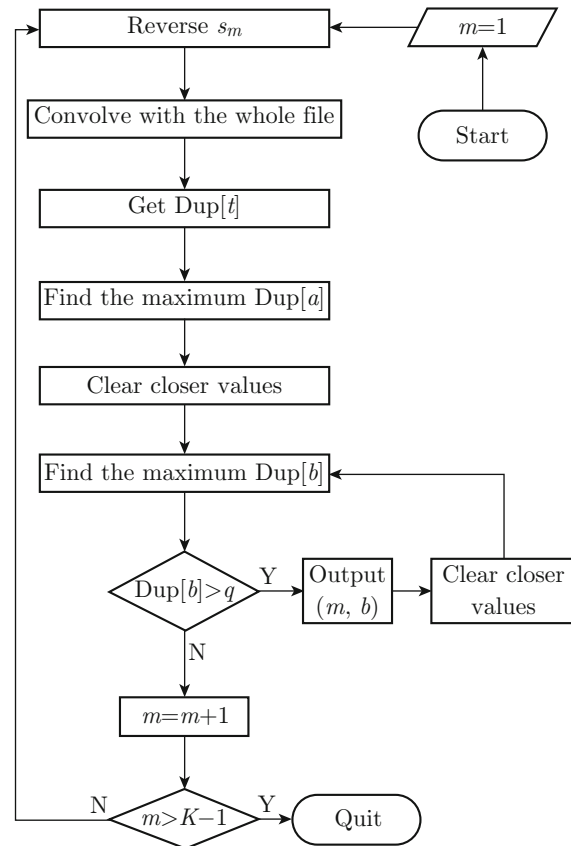 Reverse s_m
m=1
Convolve with the whole file
Start
Get Dup[t]
Find the maximum Dup[a]
Clear closer values
Find the maximum Dup[b]
Dup[b]>q
Y
Output
(m, b)
Clear closer
values
N
m=m+1
N
m>K−1
Y
Quit